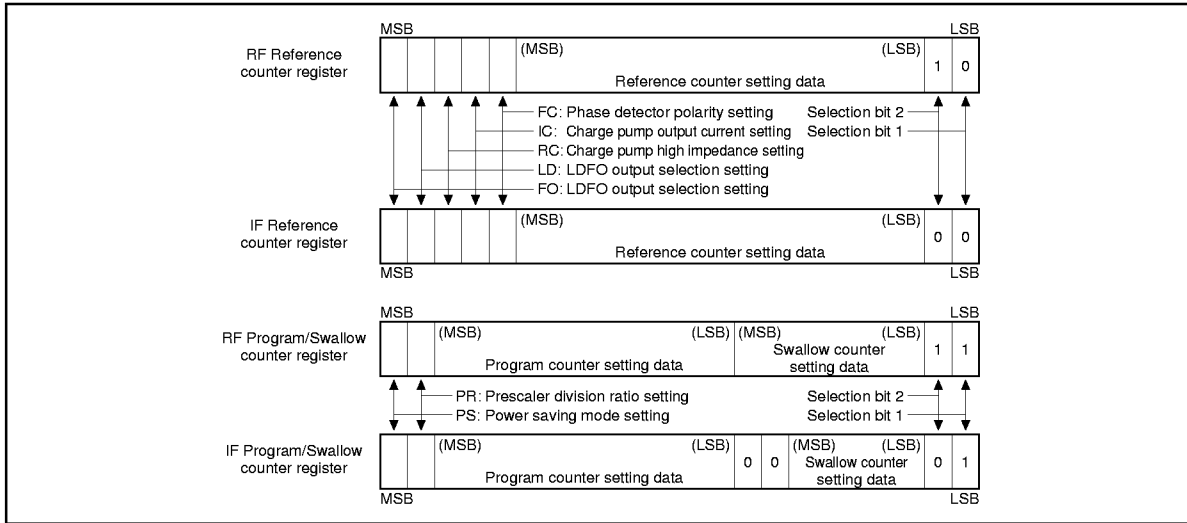 MSB LSB
RF Reference
counter register
(MSB) (LSB)
Reference counter setting data
1 0
FC: Phase detector polarity setting
IC: Charge pump output current setting
RC: Charge pump high impedance setting
LD: LDFO output selection setting
FO: LDFO output selection setting
Selection bit 2
Selection bit 1
IF Reference
counter register
(MSB) (LSB)
Reference counter setting data
0 0
MSB LSB
MSB LSB
RF Program/Swallow
counter register
(MSB) (LSB)
Program counter setting data
(MSB) (LSB)
Swallow counter
setting data
1 1
PR: Prescaler division ratio setting
PS: Power saving mode setting
Selection bit 2
Selection bit 1
IF Program/Swallow
counter register
(MSB) (LSB)
Program counter setting data
0 0
(MSB) (LSB)
Swallow counter
setting data
0 1
MSB LSB